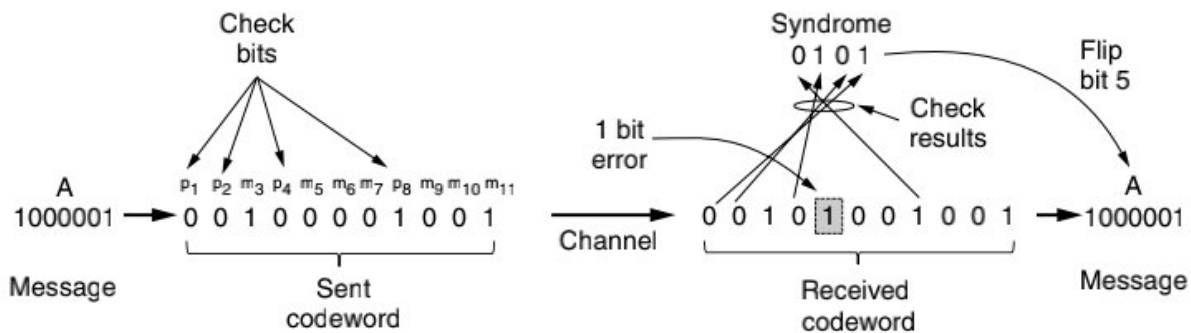 Check
bits
A
1000001
Message
p1 p2 m3 p4 m5 m6 m7 p8 m9 m10 m11
0 0 1 0 0 0 0 1 0 0 1
Sent
codeword
Channel
1 bit
error
Syndrome
0 1 0 1
Check
results
Flip
bit 5
0 0 1 0 1 0 0 1 0 0 1
Received
codeword
A
1000001
Message